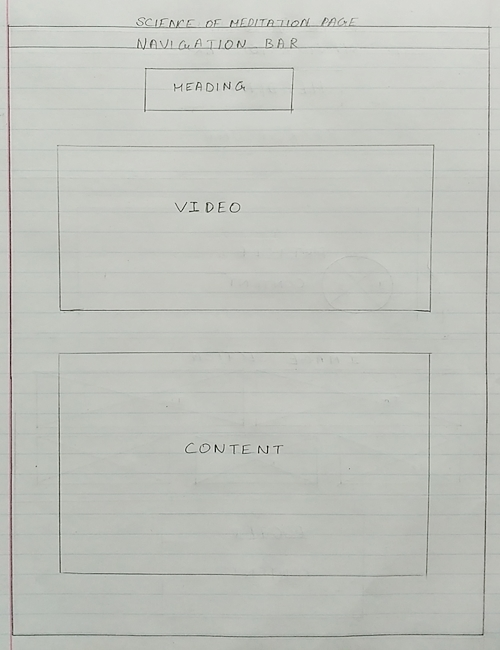 SCIENCE OF MEDITATION PAGE
NAVIGATION BAR
HEADING
VIDEO
CONTENT